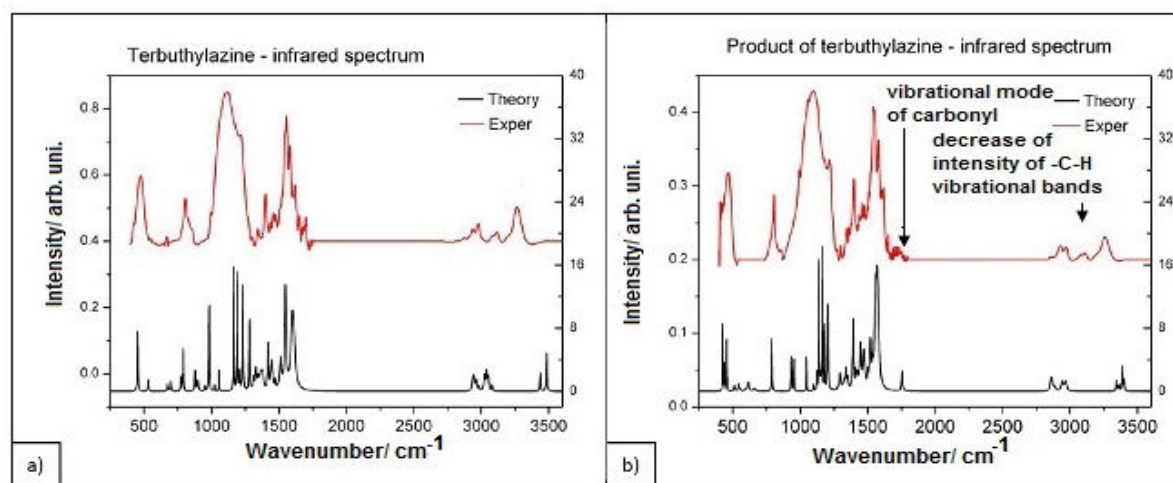 Terbuthylazine - infrared spectrum
Theory
Exper
Intensity/ arb. uni.
0.8
0.6
0.4
0.2
0.0
40
32
24
16
8
0
500 1000 1500 2000 2500 3000 3500
Wavenumber/ cm-1
a)
Product of terbuthylazine - infrared spectrum
vibrational mode
of carbonyl
Theory
Exper
decrease of
intensity of -C-H
vibrational bands
Intensity/ arb. uni.
0.4
0.3
0.2
0.1
0.0
40
32
24
16
8
0
500 1000 1500 2000 2500 3000 3500
Wavenumber/ cm-1
b)